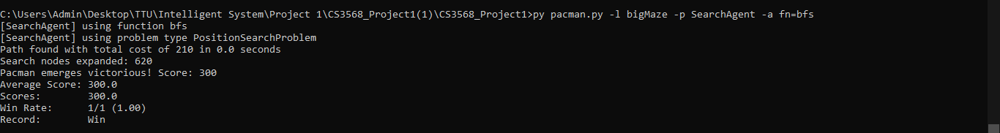 C:\Users\Admin\Desktop\TTU\Intelligent System\Project 1\CS3568_Project1(1)\CS3568_Project1>py pacman.py -l bigMaze -p SearchAgent -a fn=bfs
[SearchAgent] using function bfs
[SearchAgent] using problem type PositionSearchProblem
Path found with total cost of 210 in 0.0 seconds
Search nodes expanded: 620
Pacman emerges victorious! Score: 300
Average Score: 300.0
Scores:        300.0
Win Rate:      1/1 (1.00)
Record:        Win